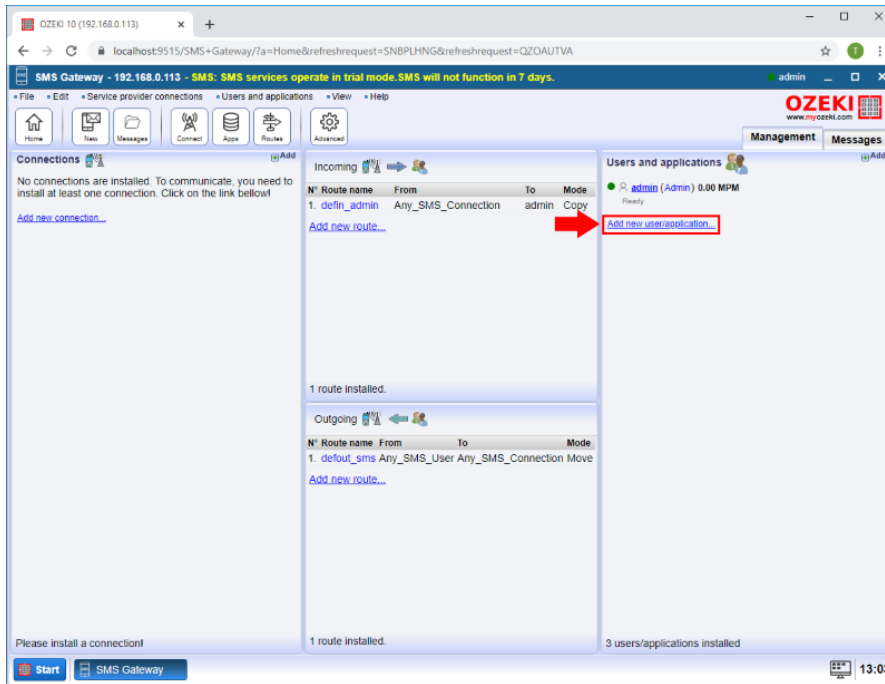 OZEKI 10 (192.168.0.113)
localhost:9515/SMS+Gateway/?a=Home&refreshrequest=SNBPLHNG&refreshrequest=QZOAUTVA
T
SMS Gateway - 192.168.0.113 - SMS: SMS services operate in trial mode.SMS will not function in 7 days.
admin
File Edit Service provider connections Users and applications View Help
OZEKI
www.myozeki.com
Home New Messages Connect Apps Routes Advanced
Management Messages
Connections Add
No connections are installed. To communicate, you need to
install at least one connection. Click on the link bellow!
Add new connection...
Please install a connection!
Incoming
N° Route name From To Mode
1. defin_admin Any_SMS_Connection admin Copy
Add new route...
1 route installed.
Outgoing
N° Route name From To Mode
1. defout_sms Any_SMS_User Any_SMS_Connection Move
Add new route...
1 route installed.
Users and applications Add
admin (Admin) 0.00 MPM
Ready
Add new user/application...
3 users/applications installed
Start SMS Gateway